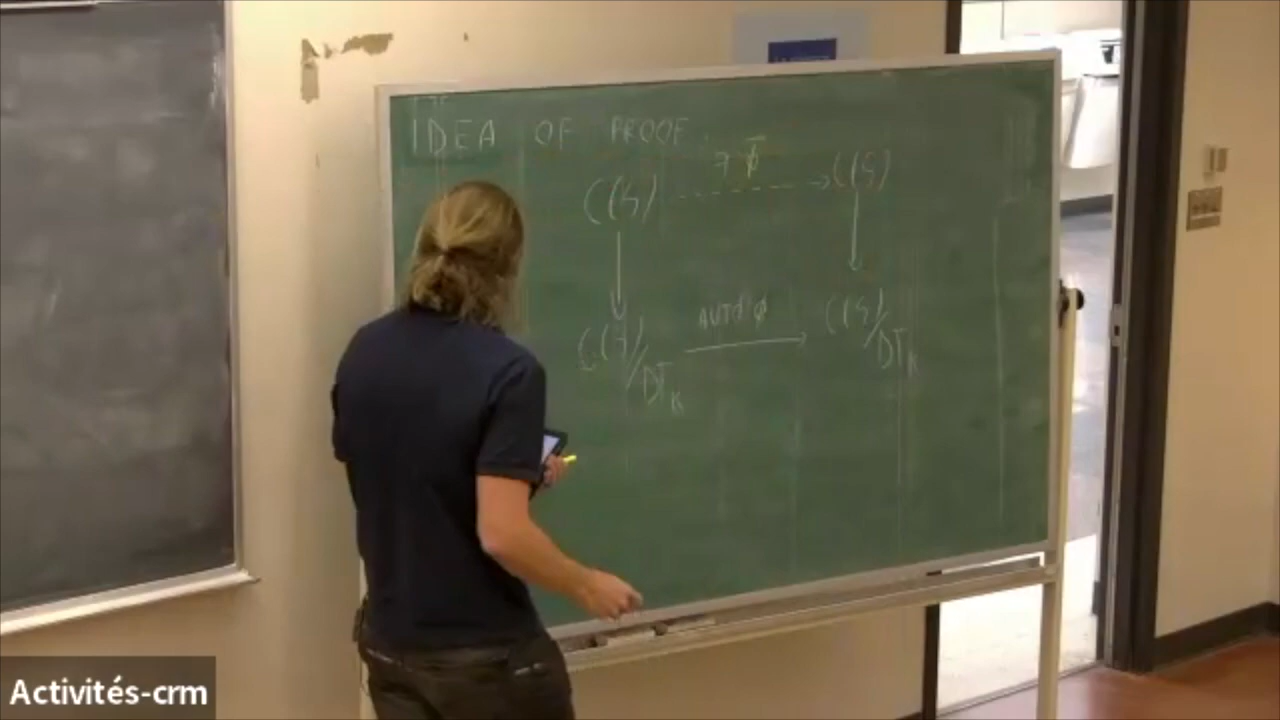 IDEA OF PROOF.
∃ Φ̄
C(S) C(S)
AUTO φ
C(S)/DT_K C(S)/DT_K
Activités-crm